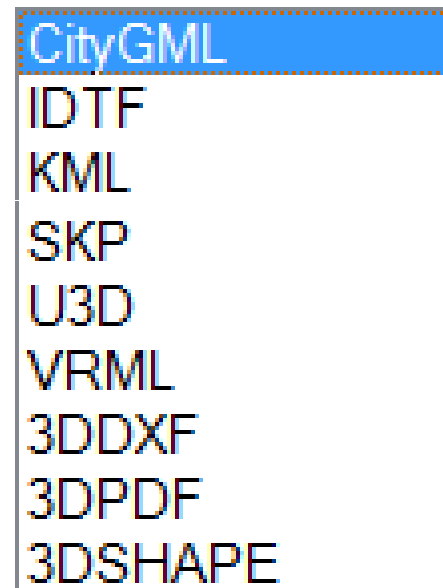 CityGML
IDTF
KML
SKP
U3D
VRML
3DDXF
3DPDF
3DSHAPE